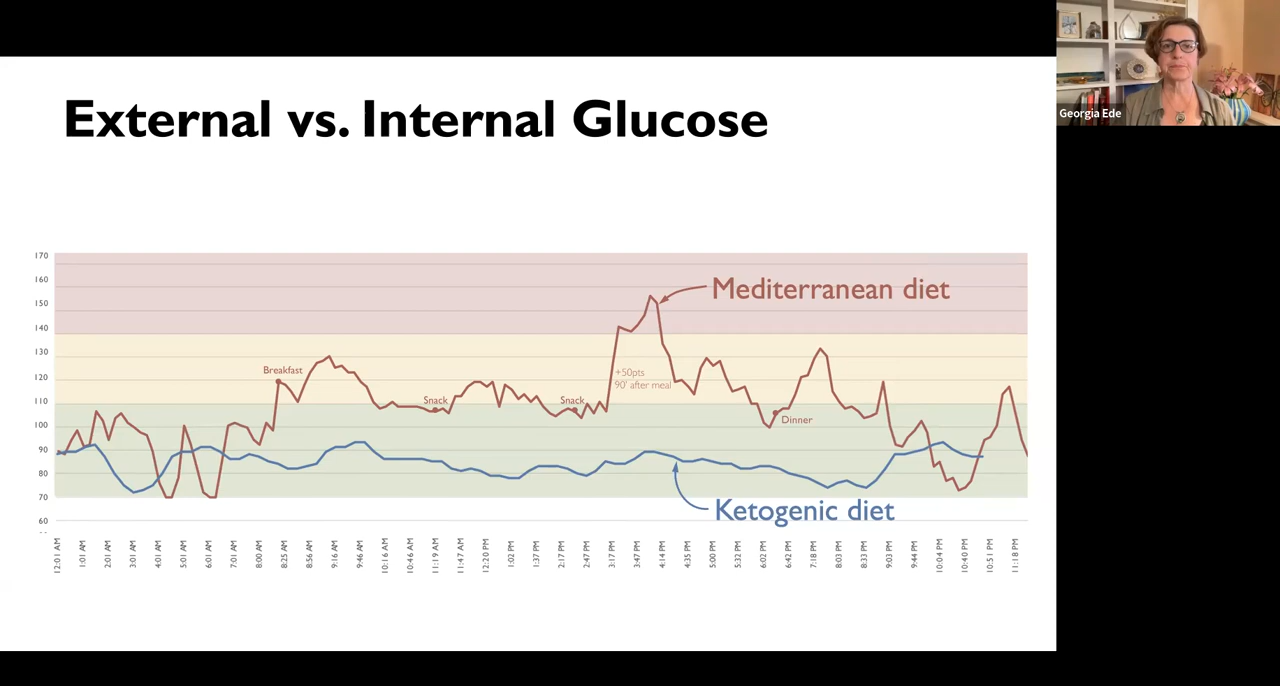 External vs. Internal Glucose
Georgia Ede
170
160
150
140
130
120
110
100
90
80
70
60
Mediterranean diet
Breakfast
+50pts
90' after meal
Snack
Snack
Dinner
Ketogenic diet
12:01 AM
1:01 AM
2:01 AM
3:01 AM
4:01 AM
5:01 AM
6:01 AM
7:01 AM
8:00 AM
8:25 AM
8:56 AM
9:16 AM
9:46 AM
10:16 AM
10:46 AM
11:19 AM
11:47 AM
12:20 PM
1:02 PM
1:37 PM
2:17 PM
2:47 PM
3:17 PM
3:47 PM
4:14 PM
4:35 PM
5:00 PM
5:32 PM
6:02 PM
6:42 PM
7:18 PM
8:03 PM
8:33 PM
9:03 PM
9:44 PM
10:04 PM
10:40 PM
10:51 PM
11:18 PM